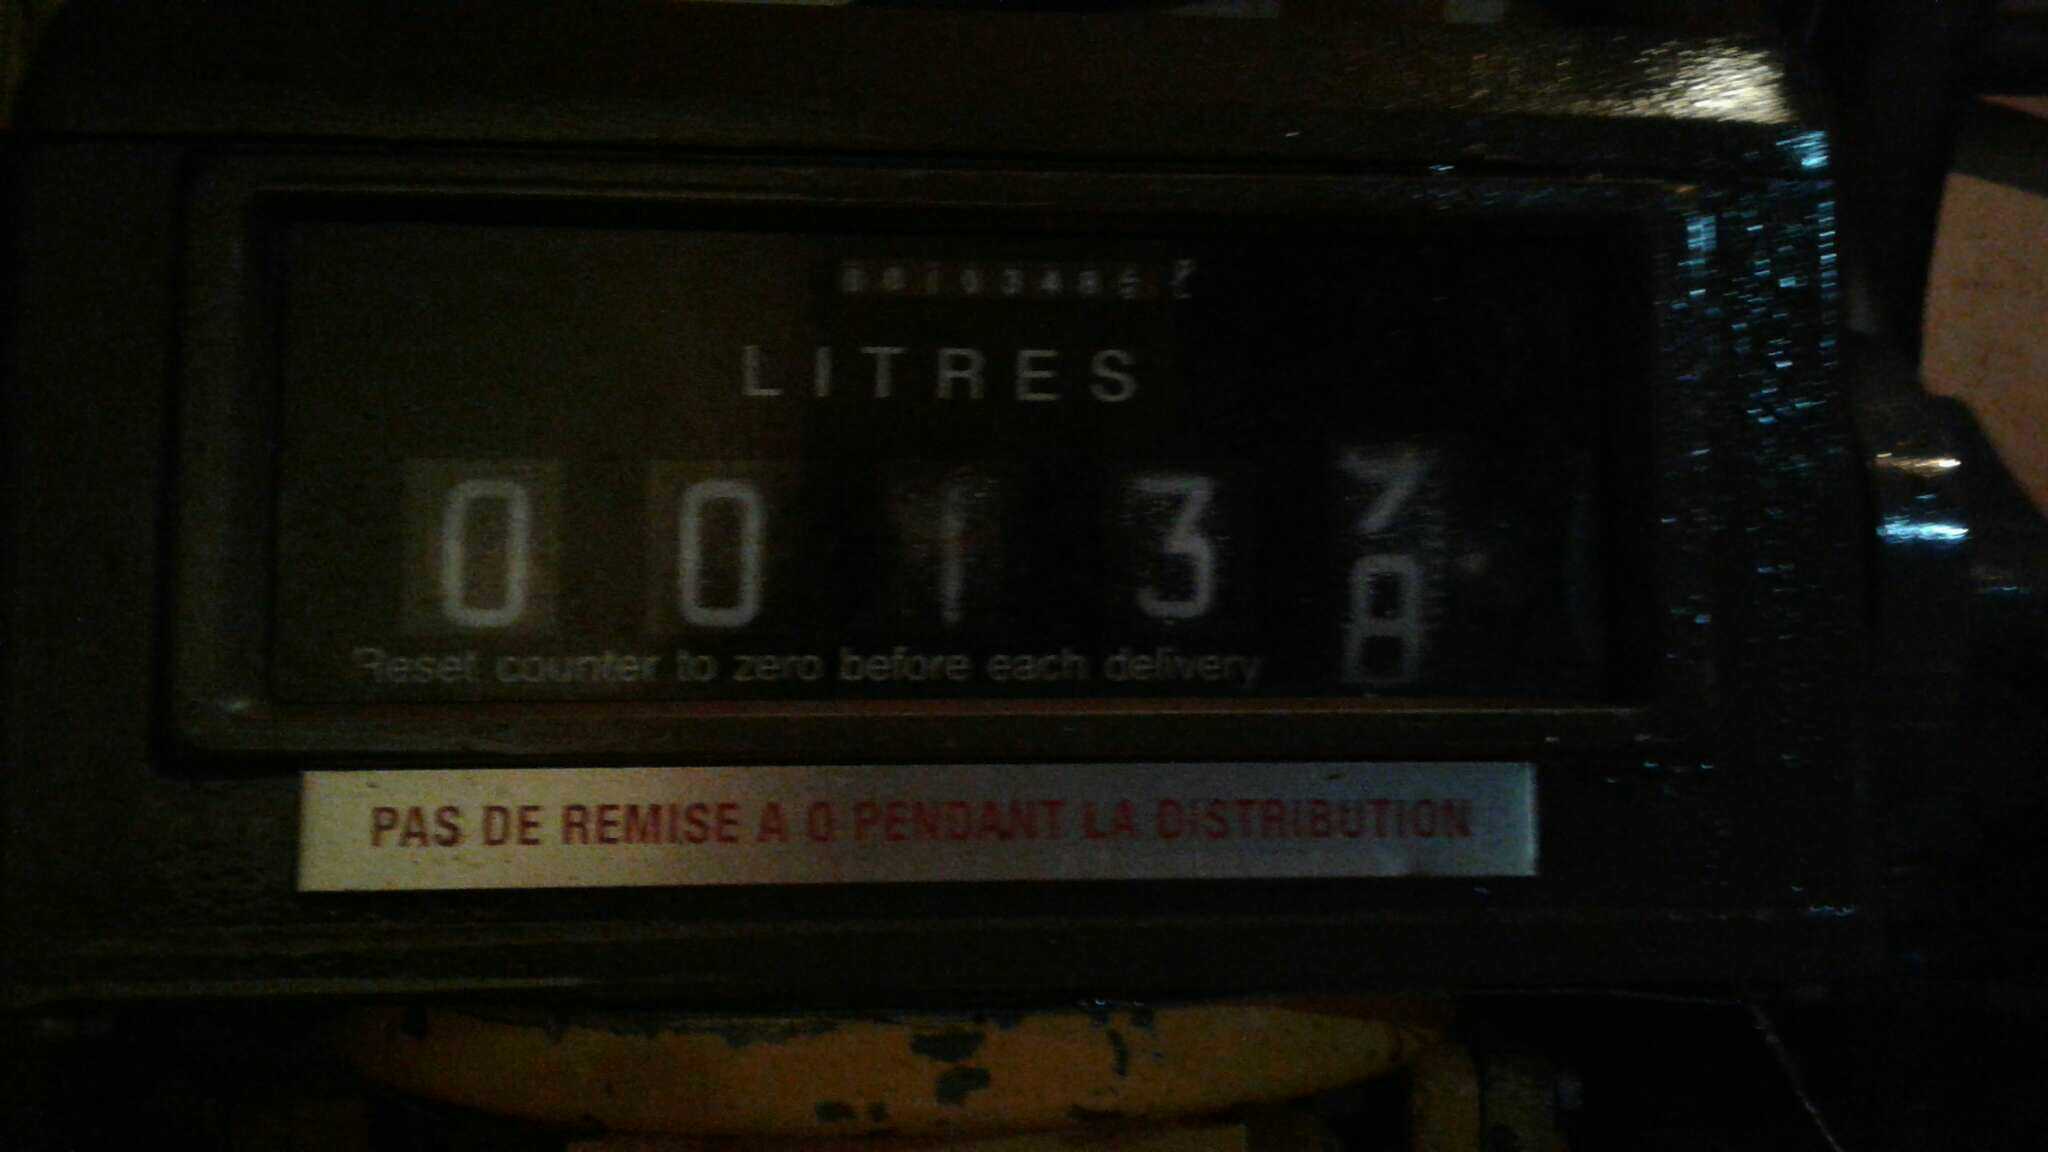 LITRES
0 0 1 3 7
8
Reset counter to zero before each delivery
PAS DE REMISE A 0 PENDANT LA DISTRIBUTION